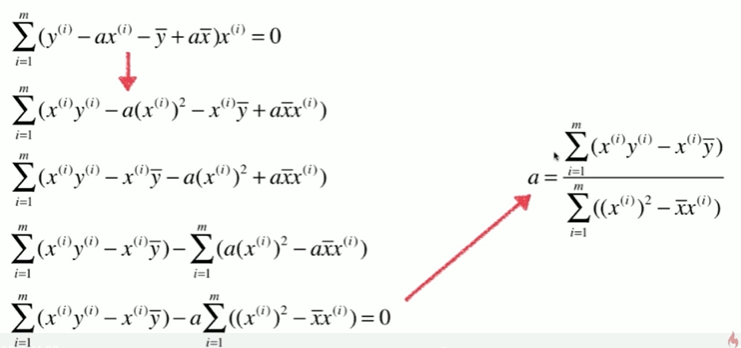 $\sum_{i=1}^{m}(y^{(i)} - ax^{(i)} - \overline{y} + a\overline{x})x^{(i)} = 0$
$\sum_{i=1}^{m}(x^{(i)}y^{(i)} - a(x^{(i)})^2 - x^{(i)}\overline{y} + a\overline{x}x^{(i)})$
$\sum_{i=1}^{m}(x^{(i)}y^{(i)} - x^{(i)}\overline{y} - a(x^{(i)})^2 + a\overline{x}x^{(i)})$
$\sum_{i=1}^{m}(x^{(i)}y^{(i)} - x^{(i)}\overline{y}) - \sum_{i=1}^{m}(a(x^{(i)})^2 - a\overline{x}x^{(i)})$
$\sum_{i=1}^{m}(x^{(i)}y^{(i)} - x^{(i)}\overline{y}) - a\sum_{i=1}^{m}((x^{(i)})^2 - \overline{x}x^{(i)}) = 0$
$a = \frac{\sum_{i=1}^{m}(x^{(i)}y^{(i)} - x^{(i)}\overline{y})}{\sum_{i=1}^{m}((x^{(i)})^2 - \overline{x}x^{(i)})}$